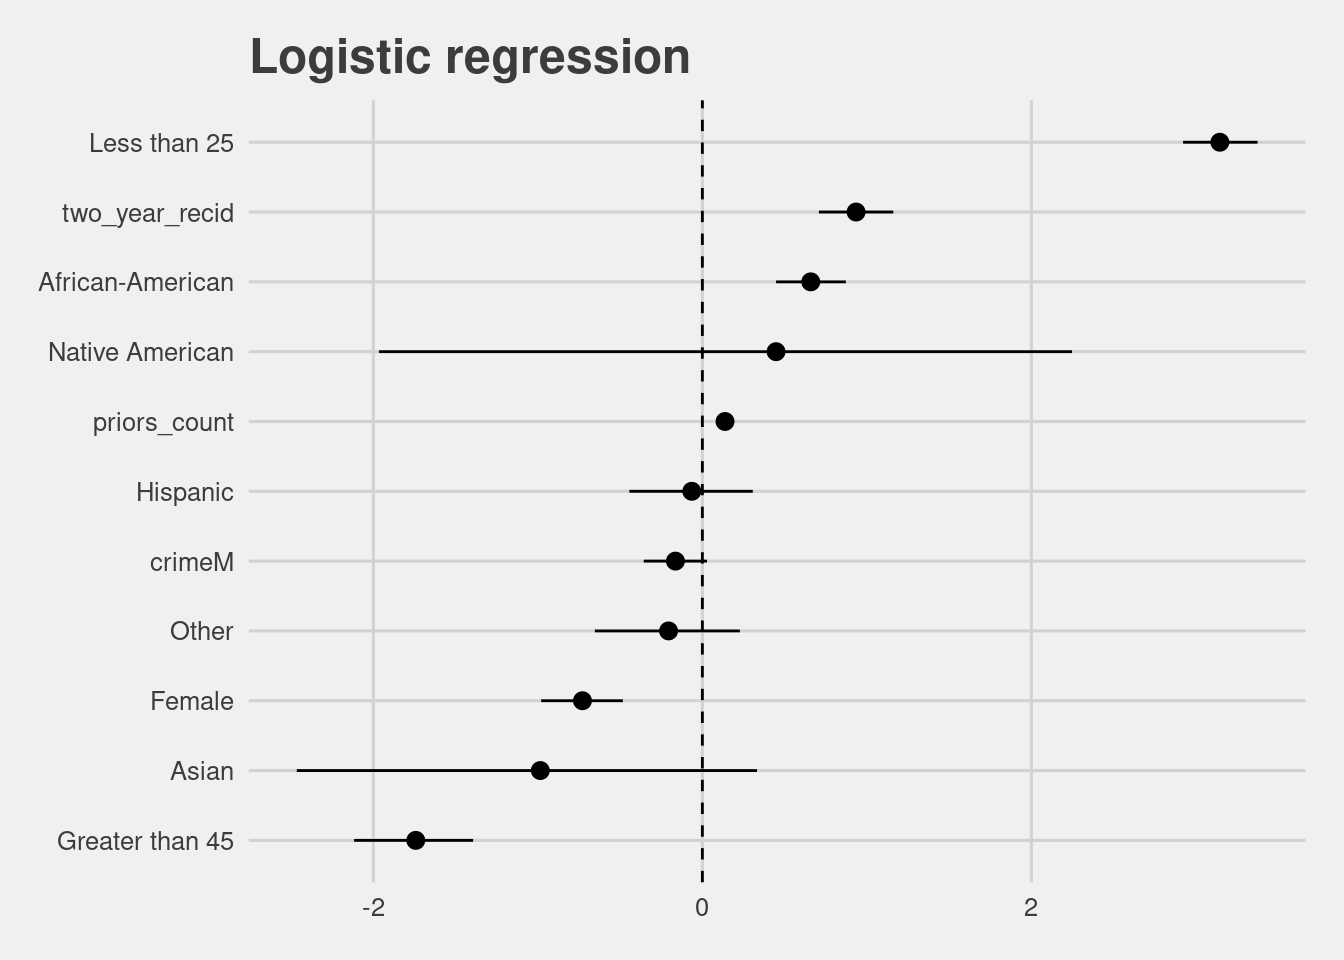 Logistic regression
Less than 25
two_year_recid
African-American
Native American
priors_count
Hispanic
crimeM
Other
Female
Asian
Greater than 45
-2 0 2